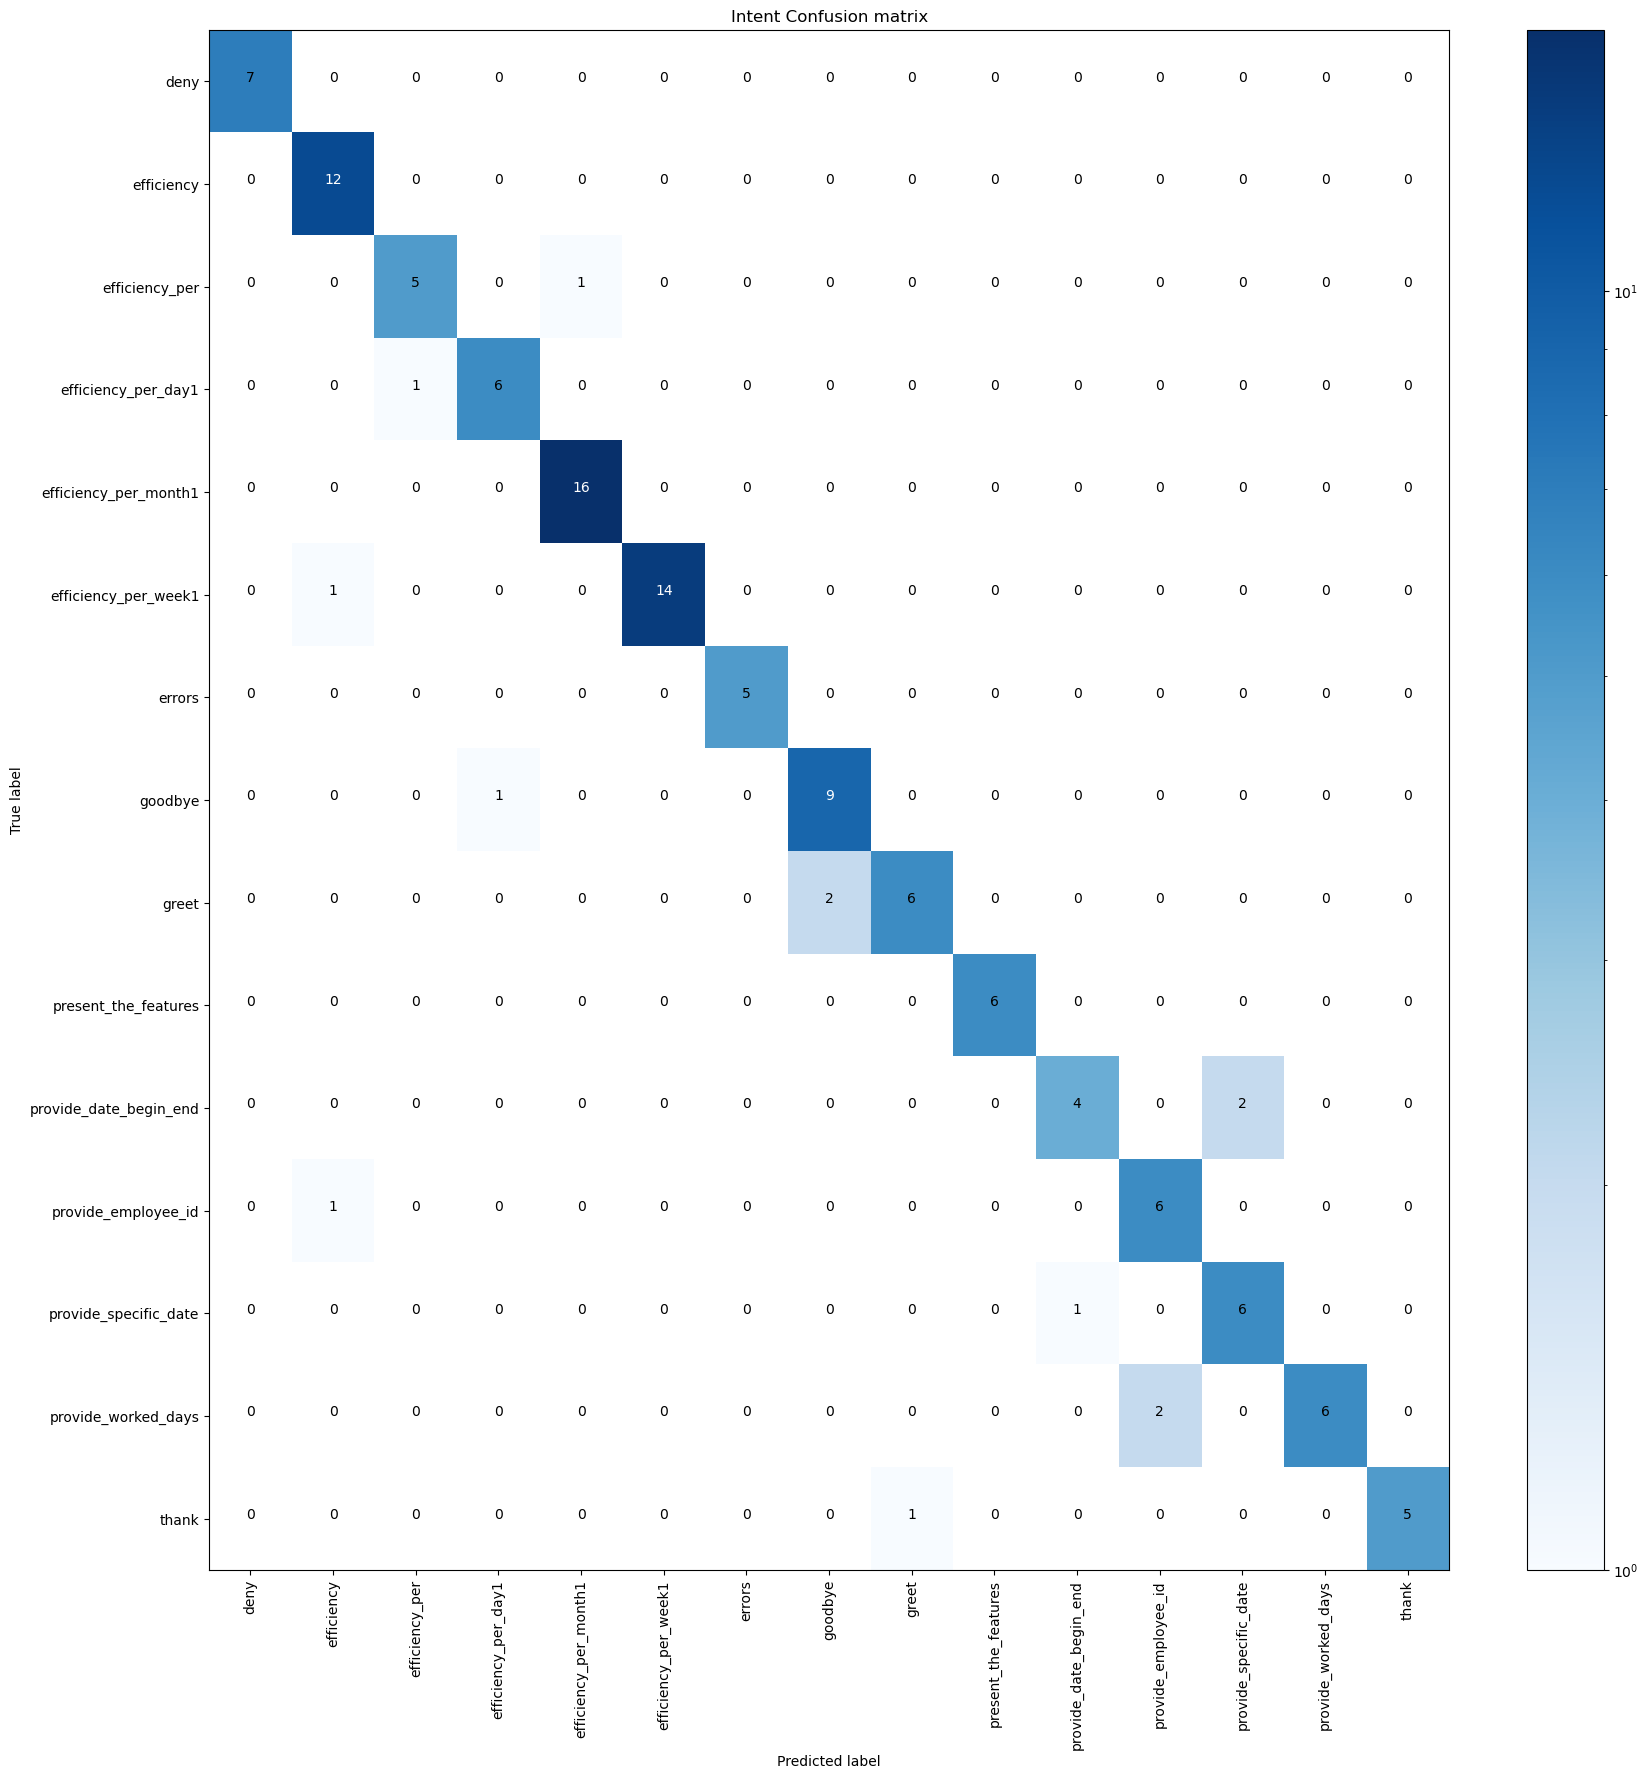 Intent Confusion matrix
deny 7 0 0 0 0 0 0 0 0 0 0 0 0 0 0
efficiency 0 12 0 0 0 0 0 0 0 0 0 0 0 0 0
efficiency_per 0 0 5 0 1 0 0 0 0 0 0 0 0 0 0
efficiency_per_day1 0 0 1 6 0 0 0 0 0 0 0 0 0 0 0
efficiency_per_month1 0 0 0 0 16 0 0 0 0 0 0 0 0 0 0
efficiency_per_week1 0 1 0 0 0 14 0 0 0 0 0 0 0 0 0
errors 0 0 0 0 0 0 5 0 0 0 0 0 0 0 0
goodbye 0 0 0 1 0 0 0 9 0 0 0 0 0 0 0
greet 0 0 0 0 0 0 0 2 6 0 0 0 0 0 0
present_the_features 0 0 0 0 0 0 0 0 0 6 0 0 0 0 0
provide_date_begin_end 0 0 0 0 0 0 0 0 0 0 4 0 2 0 0
provide_employee_id 0 1 0 0 0 0 0 0 0 0 0 6 0 0 0
provide_specific_date 0 0 0 0 0 0 0 0 0 0 1 0 6 0 0
provide_worked_days 0 0 0 0 0 0 0 0 0 0 0 2 0 6 0
thank 0 0 0 0 0 0 0 0 1 0 0 0 0 0 5
True label
deny
efficiency
efficiency_per
efficiency_per_day1
efficiency_per_month1
efficiency_per_week1
errors
goodbye
greet
present_the_features
provide_date_begin_end
provide_employee_id
provide_specific_date
provide_worked_days
thank
Predicted label
10¹
10⁰